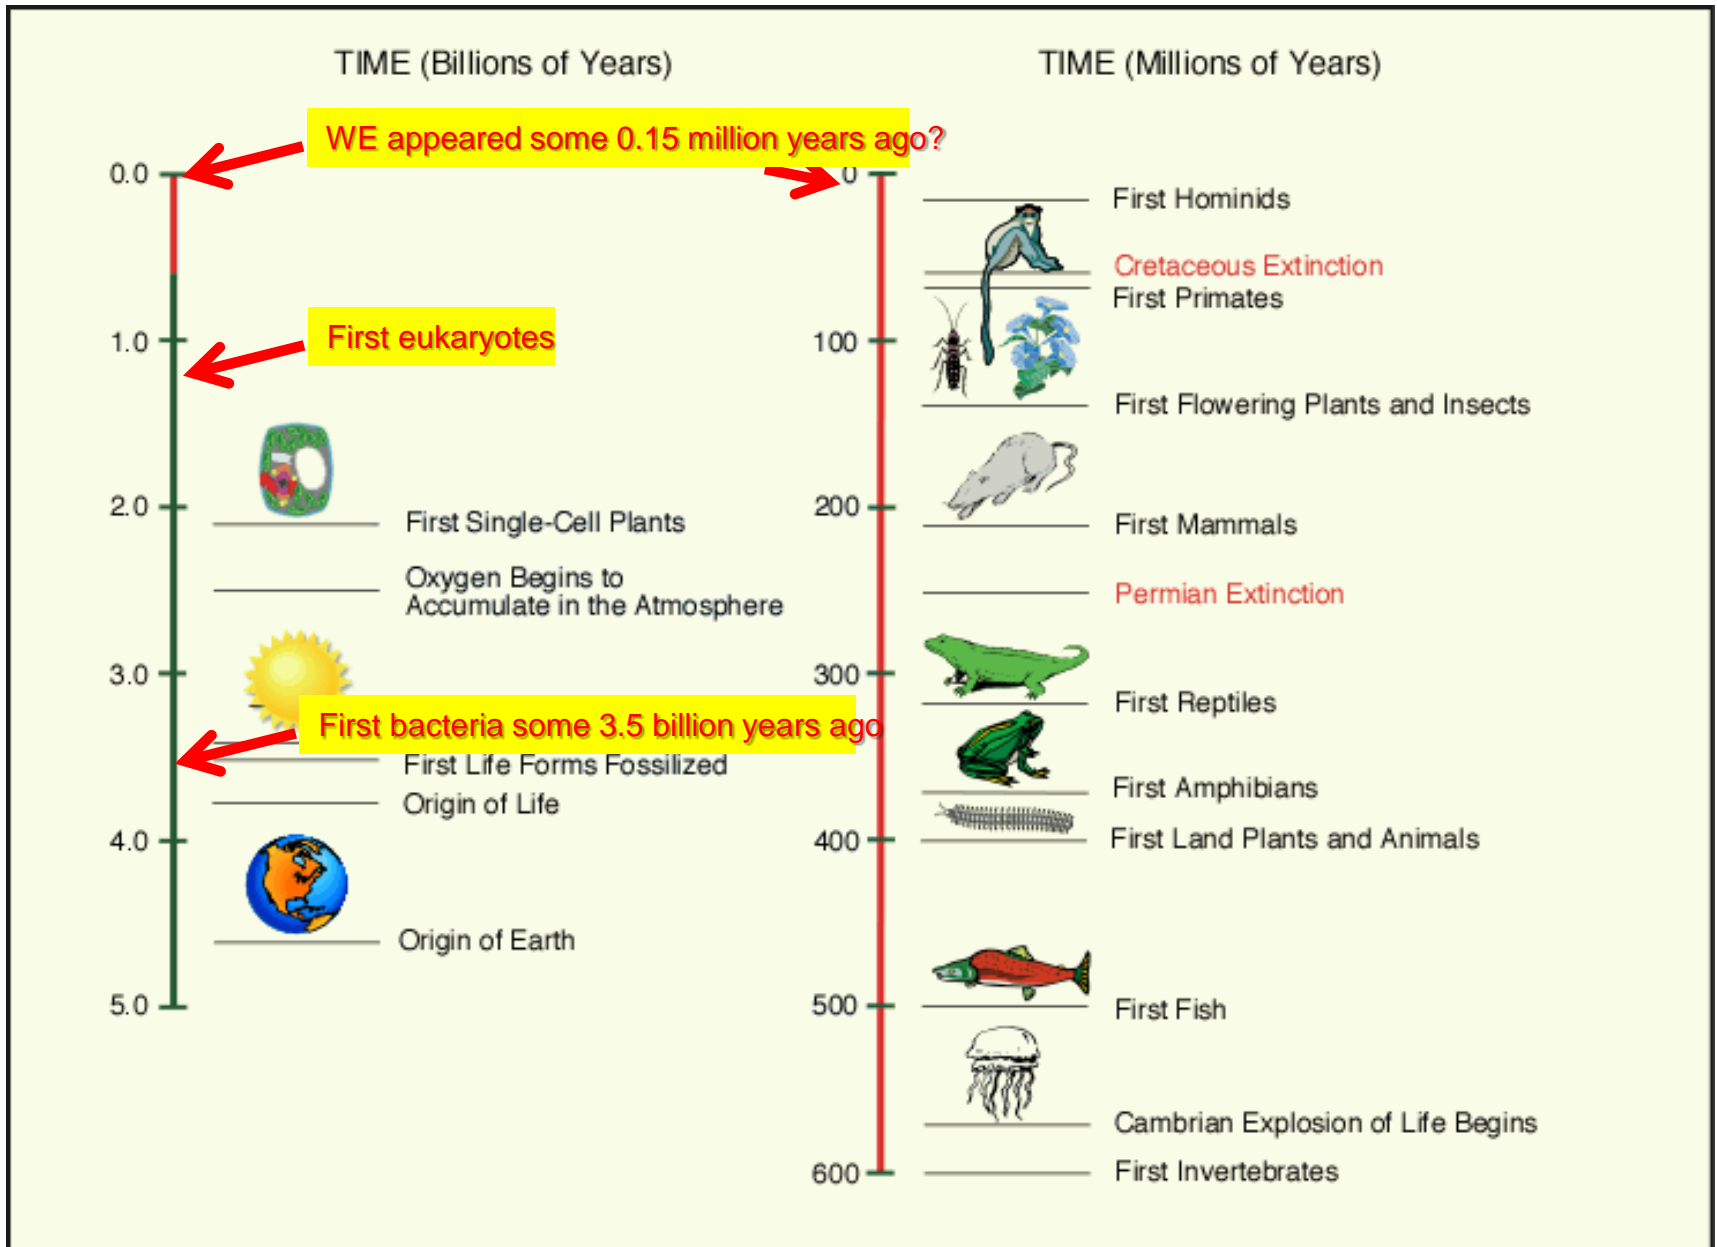 TIME (Billions of Years)
WE appeared some 0.15 million years ago?
0.0
First eukaryotes
1.0
2.0
First Single-Cell Plants
Oxygen Begins to
Accumulate in the Atmosphere
3.0
First bacteria some 3.5 billion years ago
First Life Forms Fossilized
Origin of Life
4.0
Origin of Earth
5.0
TIME (Millions of Years)
0
First Hominids
Cretaceous Extinction
First Primates
100
First Flowering Plants and Insects
200
First Mammals
Permian Extinction
300
First Reptiles
First Amphibians
400
First Land Plants and Animals
500
First Fish
Cambrian Explosion of Life Begins
600
First Invertebrates